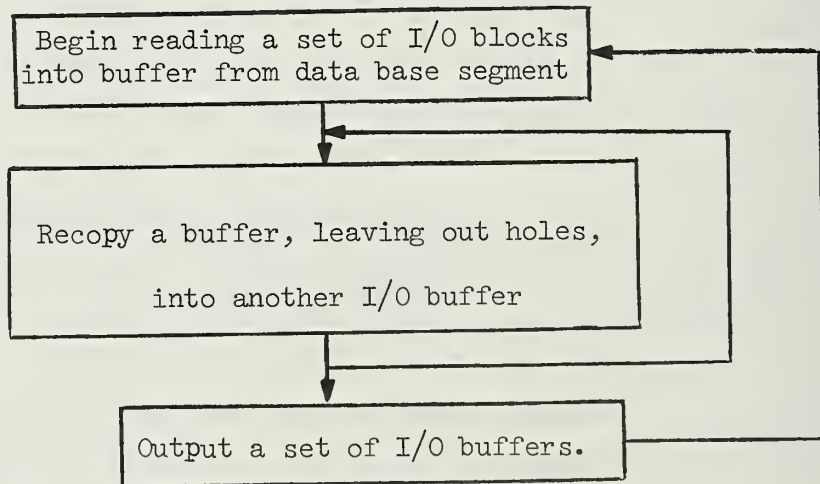 Begin reading a set of I/O blocks
into buffer from data base segment
Recopy a buffer, leaving out holes,
into another I/O buffer
Output a set of I/O buffers.